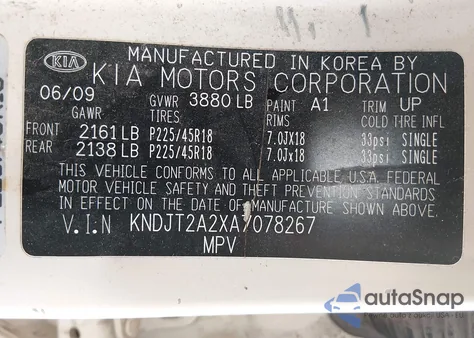 MANUFACTURED IN KOREA BY
KIA KIA MOTORS CORPORATION
06/09 GVWR 3880 LB PAINT A1 TRIM UP
GAWR TIRES RIMS COLD TIRE INFL
FRONT 2161 LB P225/45R18 7.0JX18 33psi SINGLE
REAR 2138 LB P225/45R18 7.0Jx18 33psi SINGLE
THIS VEHICLE CONFORMS TO ALL APPLICABLE U.S.A. FEDERAL
MOTOR VEHICLE SAFETY AND THEFT PREVENTION STANDARDS
IN EFFECT ON THE DATE OF MANUFACTURE SHOWN ABOVE.
V.I.N KNDJT2A2XA7078267
MPV
autoSnap